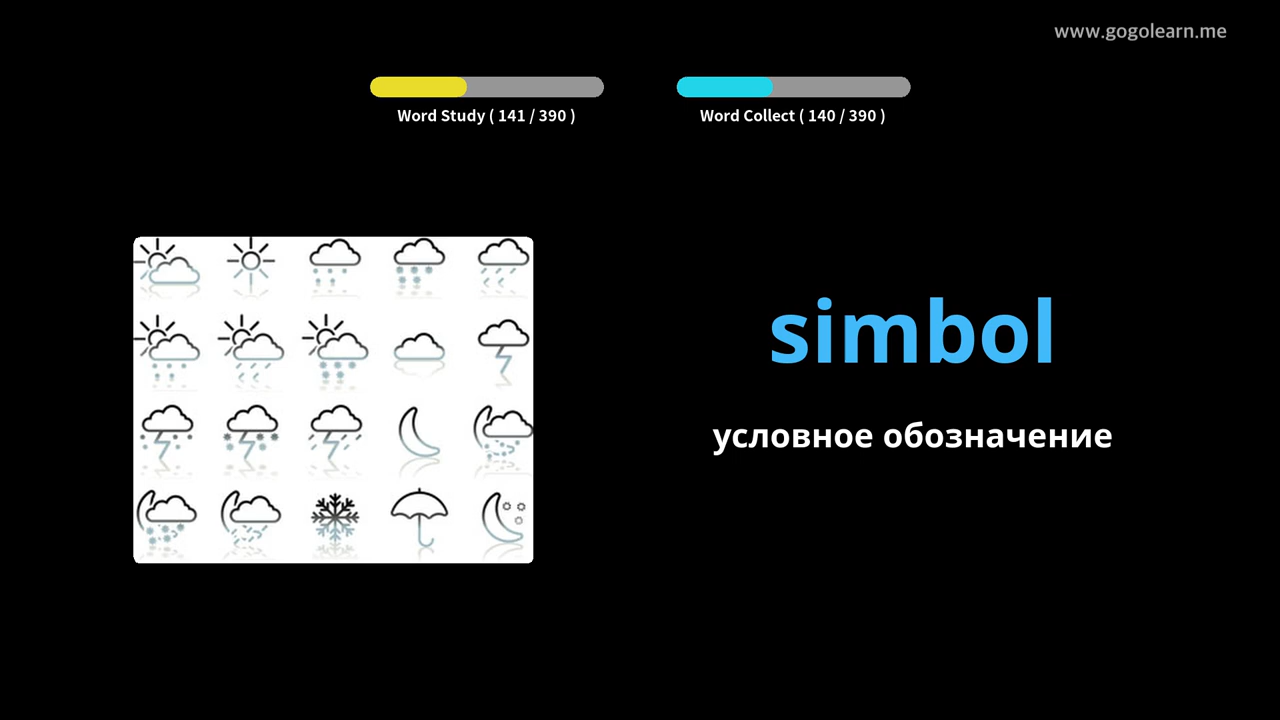 www.gogolearn.me
Word Study ( 141 / 390 )
Word Collect ( 140 / 390 )
simbol
условное обозначение